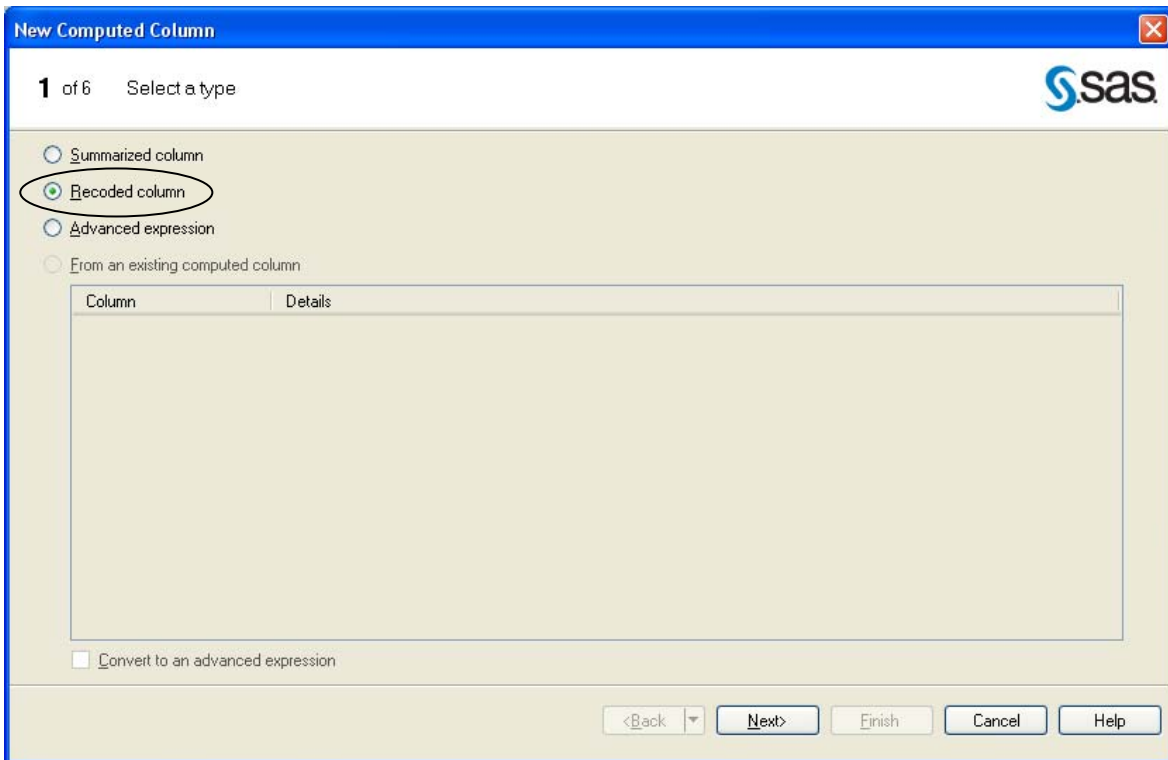 New Computed Column
1 of 6 Select a type
sas
Summarized column
Recoded column
Advanced expression
From an existing computed column
Column Details
Convert to an advanced expression
<Back Next> Finish Cancel Help